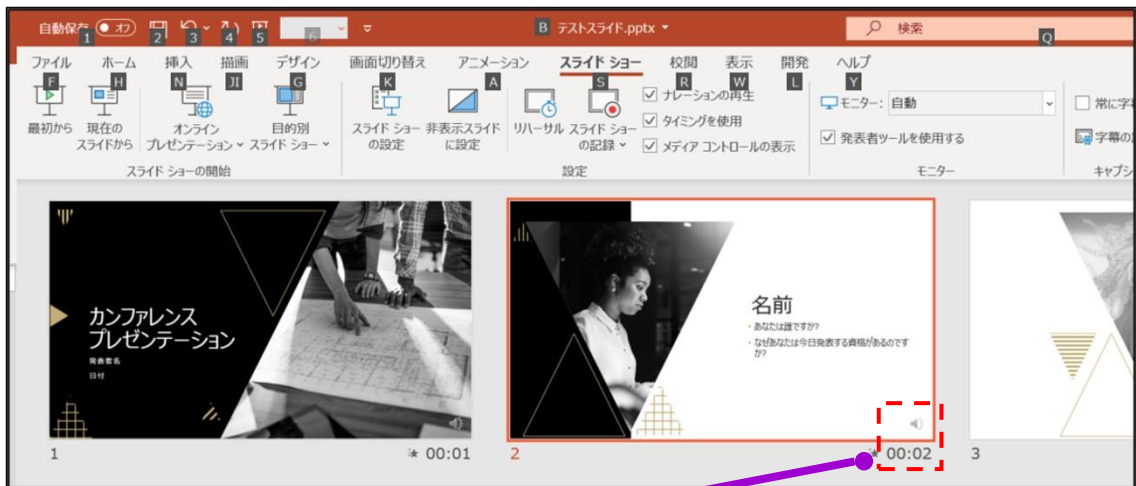 自動保存 オフ テストスライド.pptx 検索
1 2 3 4 5 6 B Q
ファイル ホーム 挿入 描画 デザイン 画面切り替え アニメーション スライド ショー 校閲 表示 開発 ヘルプ
F H N JI G K A S R W L Y
最初から
現在の
スライドから
オンライン
プレゼンテーション
目的別
スライド ショー
スライド ショー
の設定
非表示スライド
に設定
リハーサル
スライド ショー
の記録
ナレーションの再生
タイミングを使用
メディア コントロールの表示
モニター: 自動
発表者ツールを使用する
常に字
字幕の
スライド ショーの開始 設定 モニター キャプシ
カンファレンス
プレゼンテーション
発表者名
日付
名前
・あなたは誰ですか?
・なぜあなたは今日発表する資格があるのです
か?
1 00:01 2 00:02 3